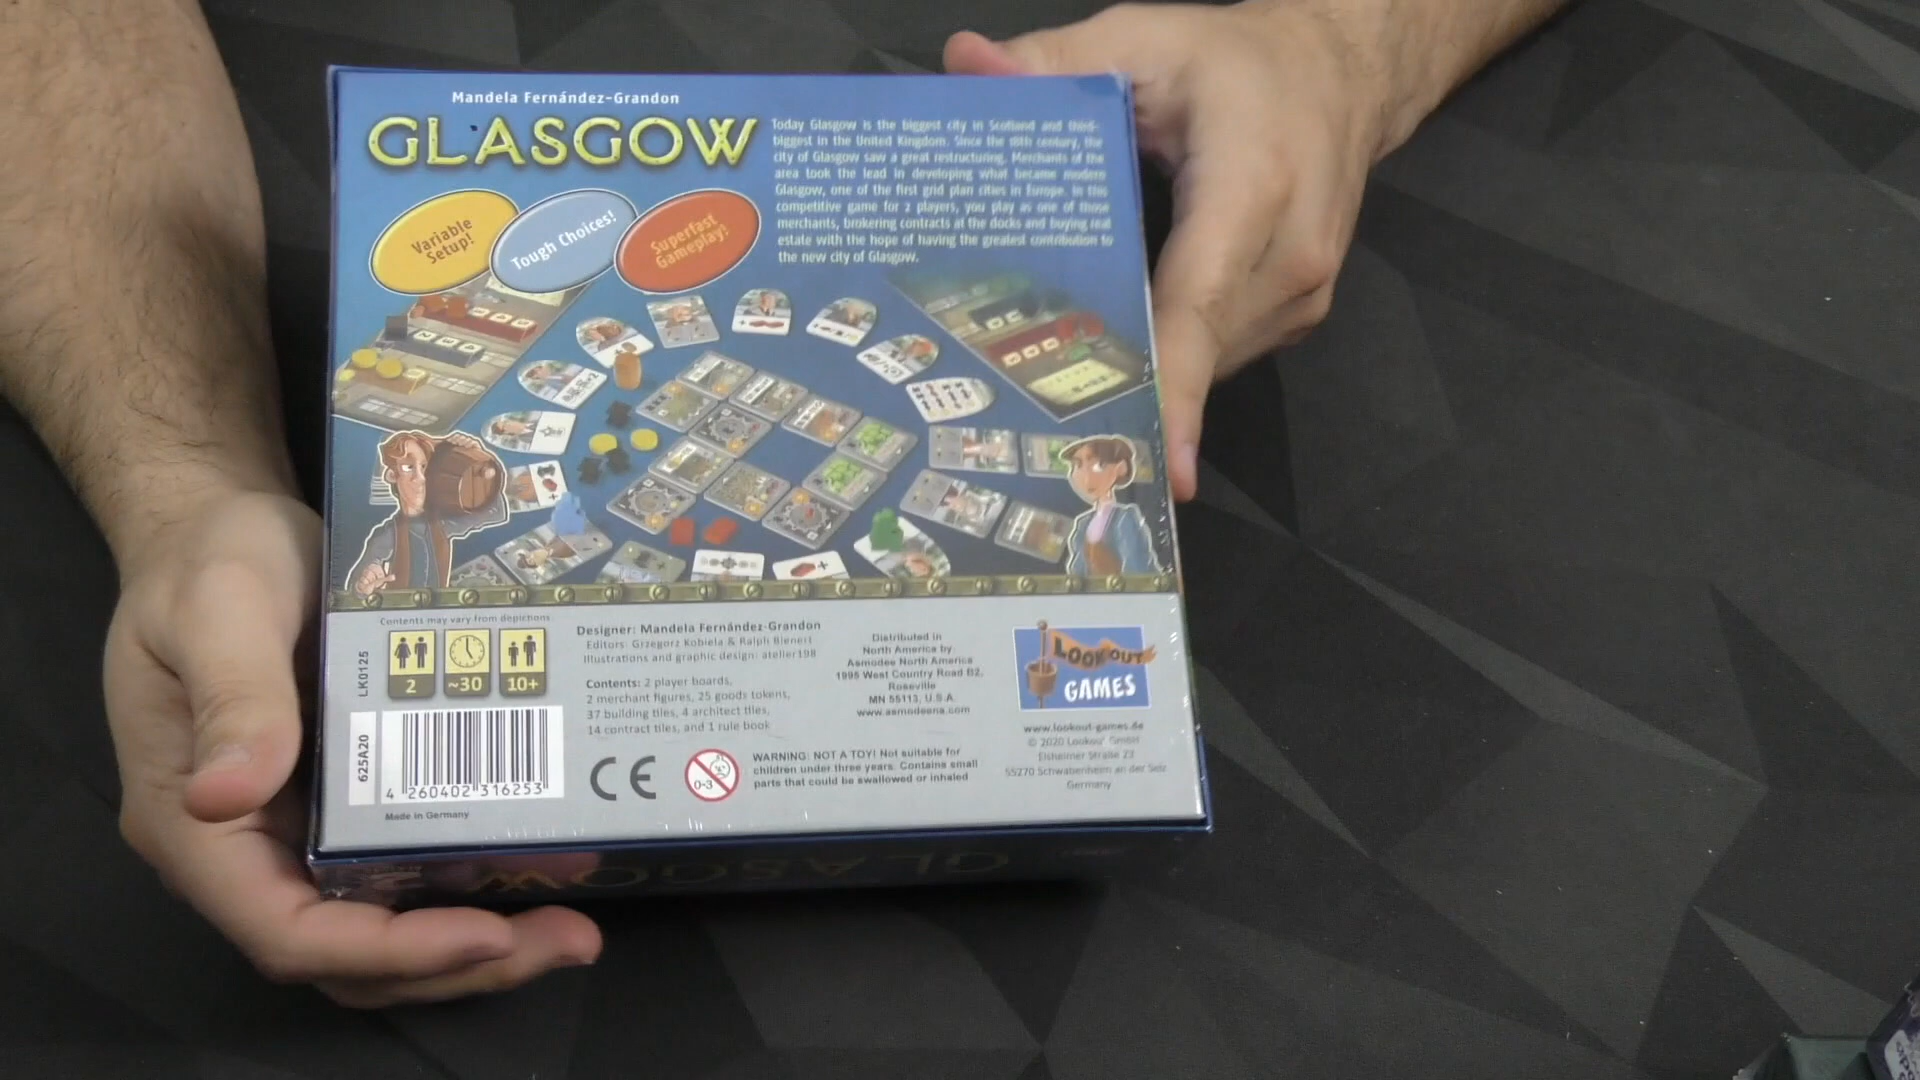 Mandela Fernández-Grandon
GLASGOW
Today Glasgow is the biggest city in Scotland and third-
biggest in the United Kingdom. Since the 18th century, the
city of Glasgow saw a great restructuring. Merchants of the
area took the lead in developing what became modern
Glasgow, one of the first grid plan cities in Europe. In this
competitive game for 2 players, you play as one of those
merchants, brokering contracts at the docks and buying real
estate with the hope of having the greatest contribution to
the new city of Glasgow.
Variable
Setup!
Tough Choices!
Superfast
Gameplay!
Contents may vary from depictions
LK0125
2
~30
10+
Designer: Mandela Fernández-Grandon
Editors: Grzegorz Kobiela & Ralph Bienert
Illustrations and graphic design: atelier198
Contents: 2 player boards,
2 merchant figures, 25 goods tokens,
37 building tiles, 4 architect tiles,
14 contract tiles, and 1 rule book
Distributed in
North America by
Asmodee North America
1995 West Country Road B2,
Roseville
MN 55113, U.S.A.
www.asmodeena.com
LOOKOUT
GAMES
www.lookout-games.de
© 2020 Lookout GmbH
Elsheimer Straße 23
55270 Schwabenheim an der Selz
Germany
625A20
4 260402 316253
Made in Germany
CE
0-3
WARNING: NOT A TOY! Not suitable for
children under three years. Contains small
parts that could be swallowed or inhaled
GLASGOW